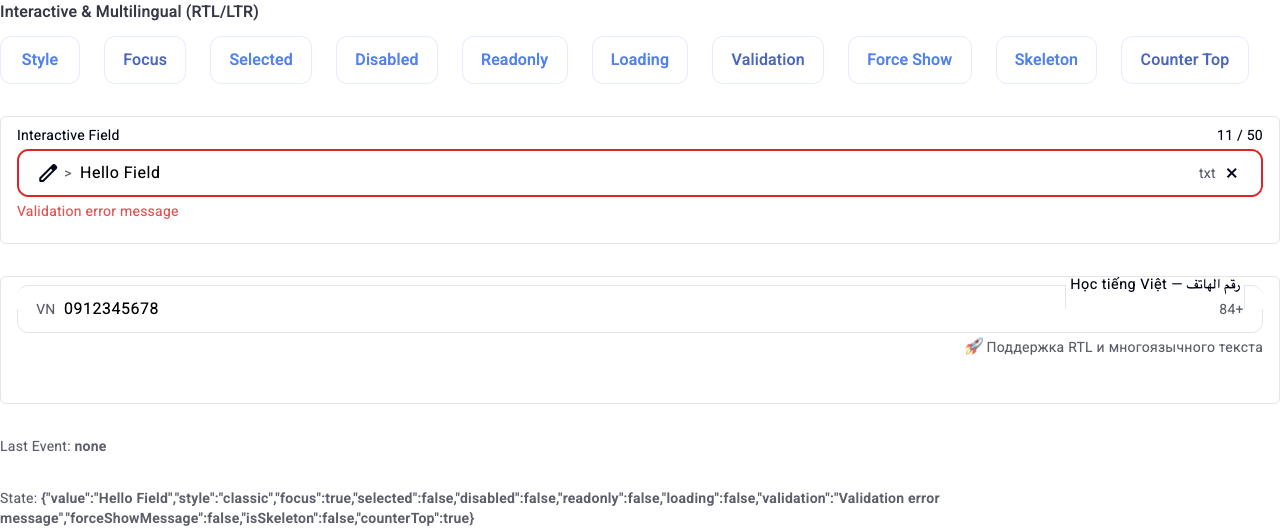 Interactive & Multilingual (RTL/LTR)
Style Focus Selected Disabled Readonly Loading Validation Force Show Skeleton Counter Top
Interactive Field 11 / 50
> Hello Field txt
Validation error message
رقم الهاتف — Học tiếng Việt
VN 0912345678 84+
🚀 Поддержка RTL и многоязычного текста
Last Event: none
State: {"value":"Hello Field","style":"classic","focus":true,"selected":false,"disabled":false,"readonly":false,"loading":false,"validation":"Validation error
message","forceShowMessage":false,"isSkeleton":false,"counterTop":true}